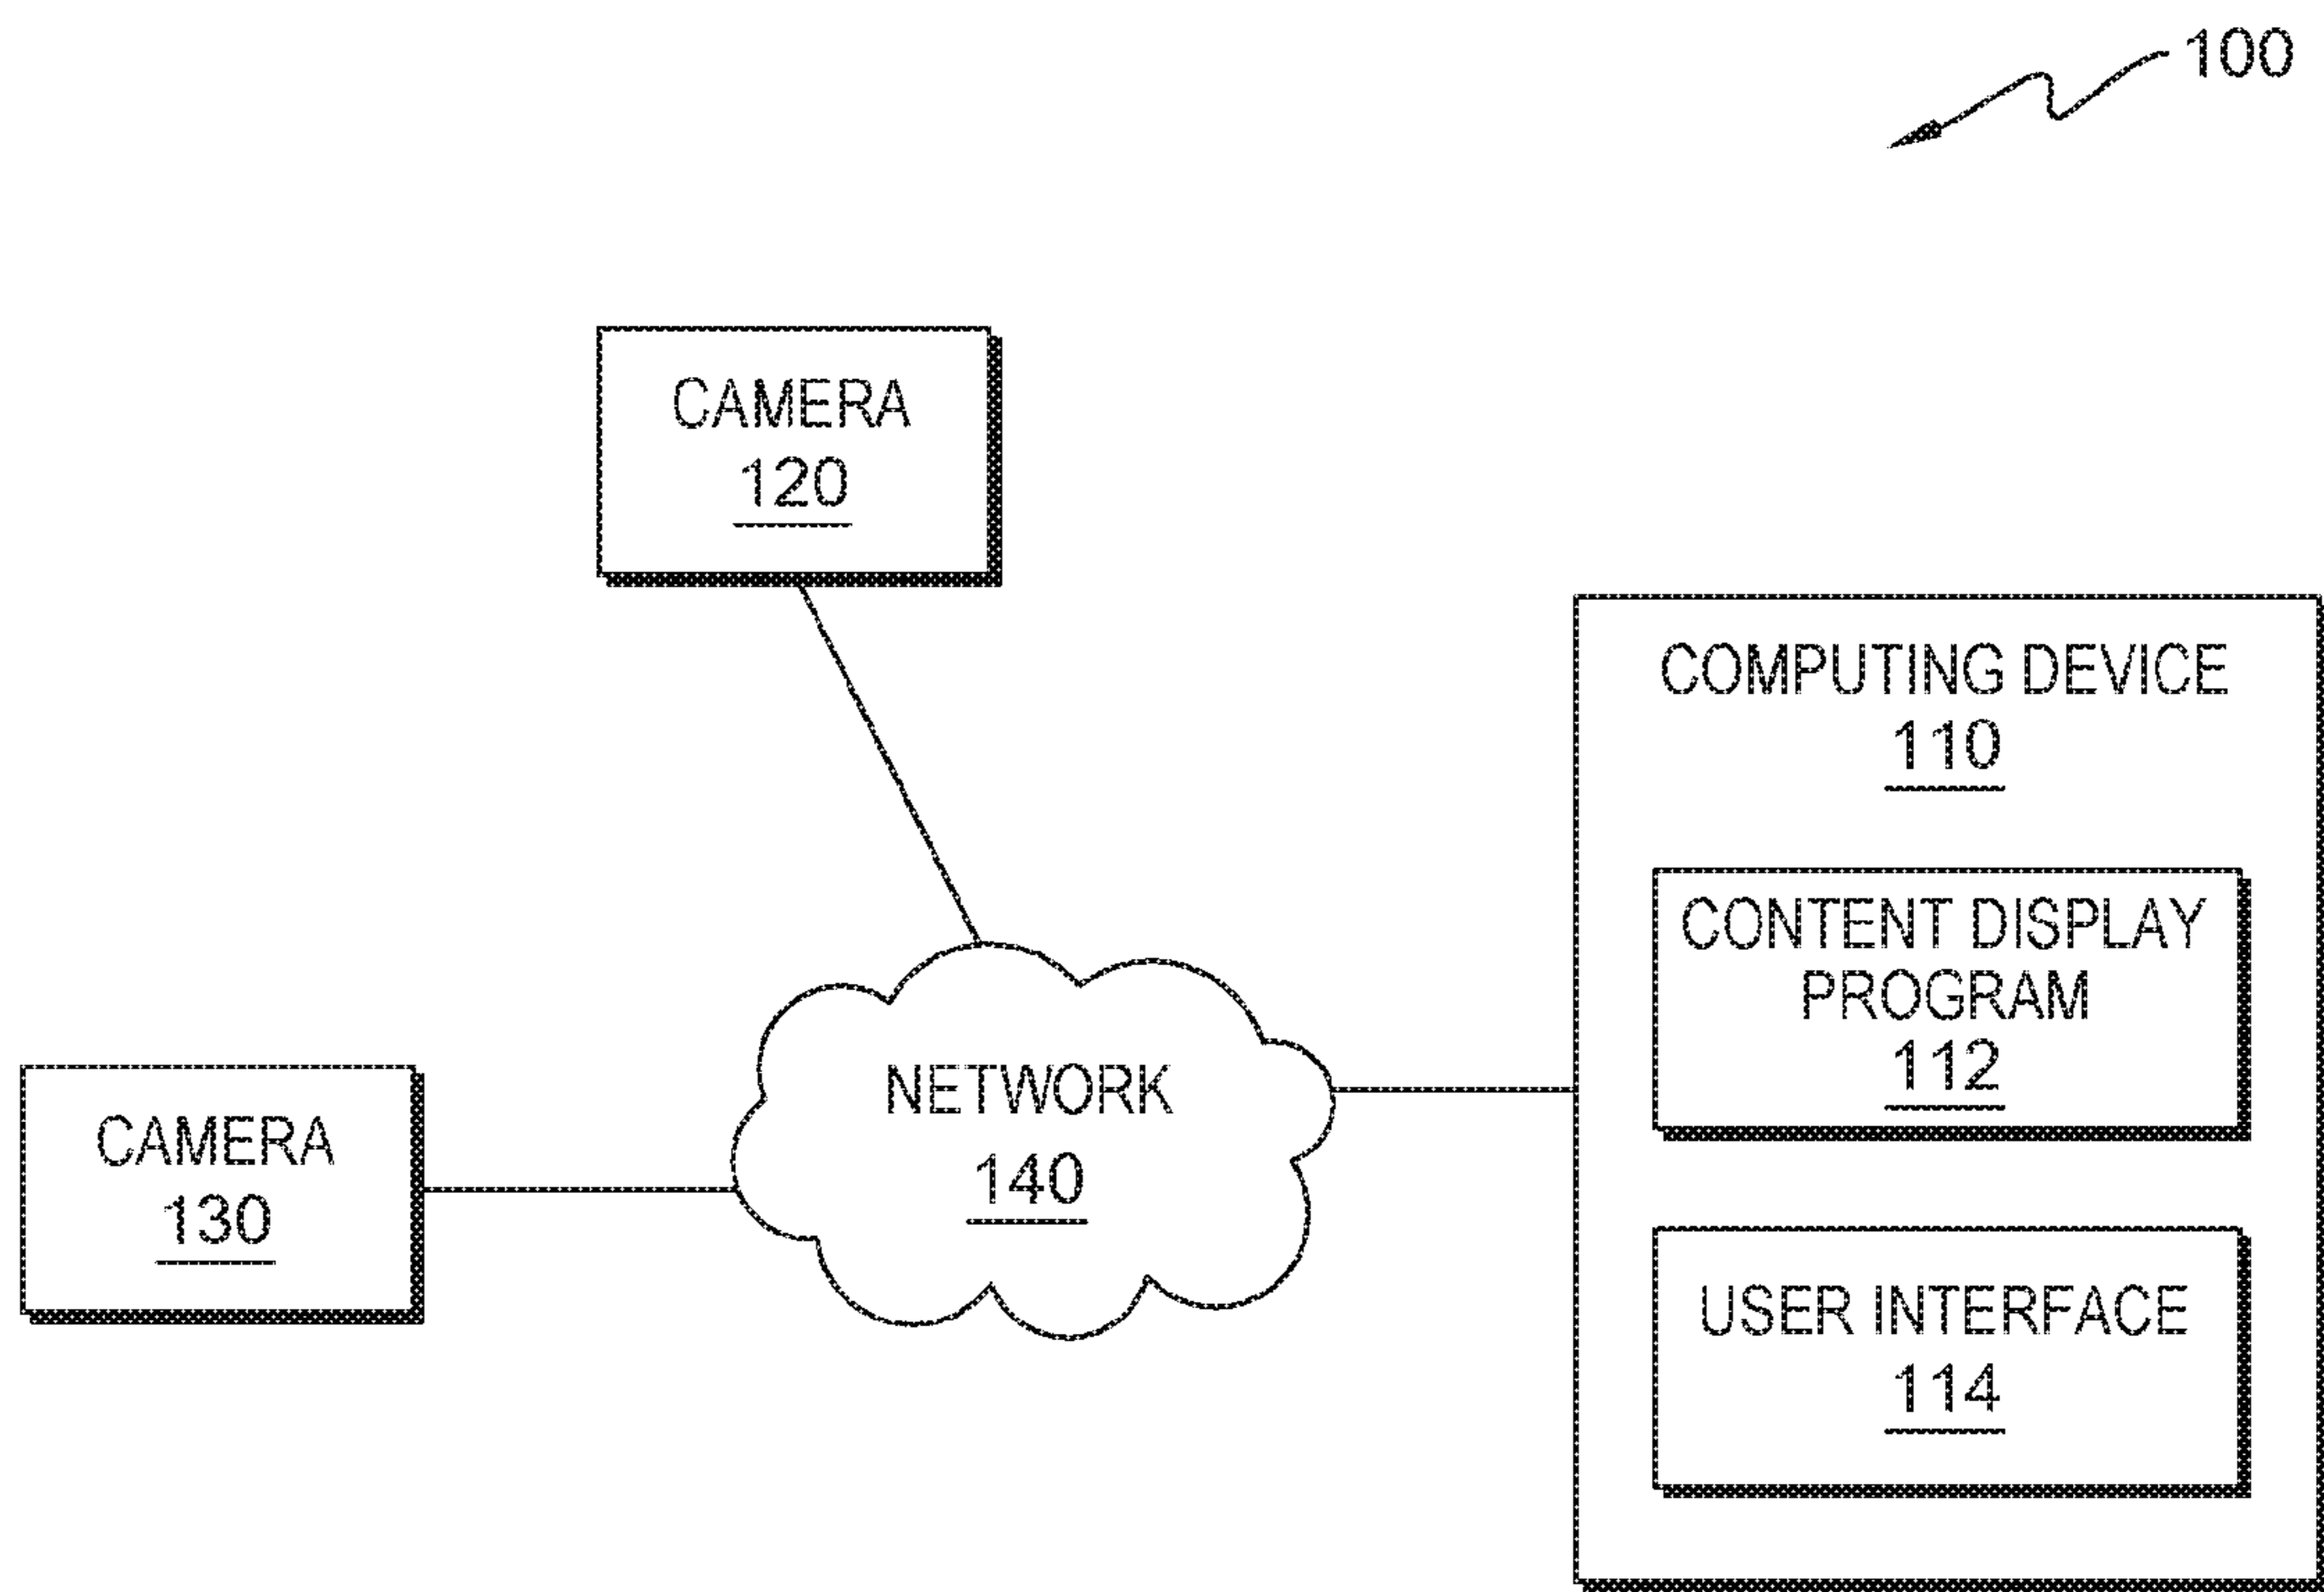 100
CAMERA
120
COMPUTING DEVICE
110
CONTENT DISPLAY
PROGRAM
112
NETWORK
140
CAMERA
130
USER INTERFACE
114